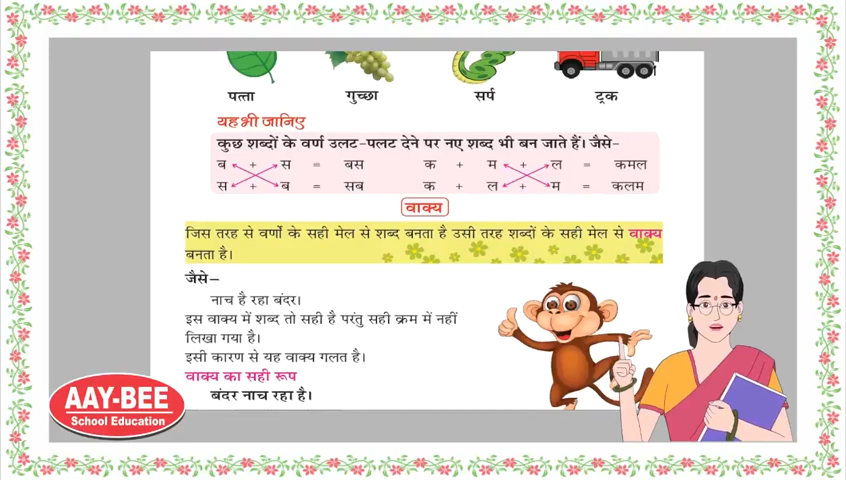 पत्ता गुच्छा सर्प ट्रक
यह भी जानिए
कुछ शब्दों के वर्ण उलट-पलट देने पर नए शब्द भी बन जाते हैं। जैसे-
ब + स = बस क + म + ल = कमल
स + ब = सब क + ल + म = कलम
वाक्य
जिस तरह से वर्णों के सही मेल से शब्द बनता है उसी तरह शब्दों के सही मेल से वाक्य
बनता है।
जैसे–
नाच है रहा बंदर।
इस वाक्य में शब्द तो सही है परंतु सही क्रम में नहीं
लिखा गया है।
इसी कारण से यह वाक्य गलत है।
वाक्य का सही रूप
बंदर नाच रहा है।
AAY-BEE
School Education